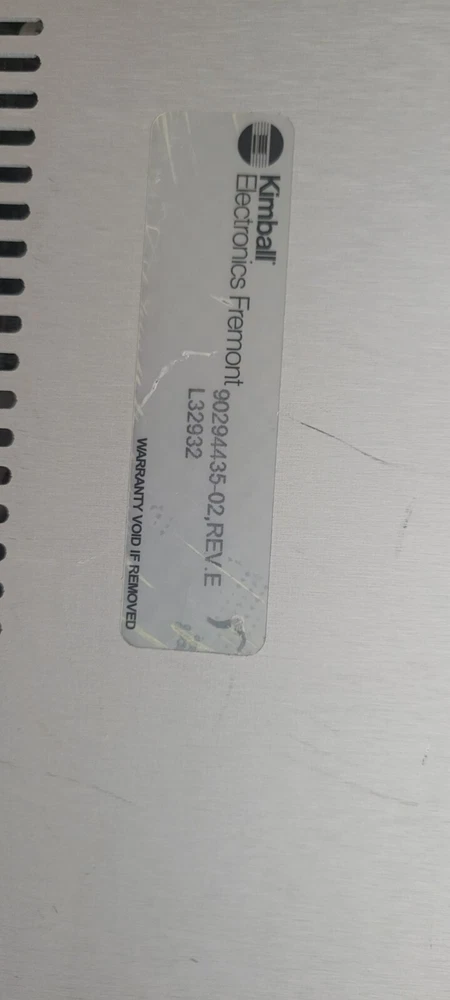 Kimball
Electronics Fremont
90294435-02,REV.E
L32932
WARRANTY VOID IF REMOVED